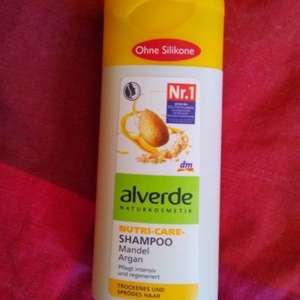 Ohne Silikone
Nr.1
dm
alverde
NATURKOSMETIK
NUTRI-CARE-
SHAMPOO
Mandel
Argan
Pflegt intensiv
und regeneriert
TROCKENES UND
SPRÖDES HAAR